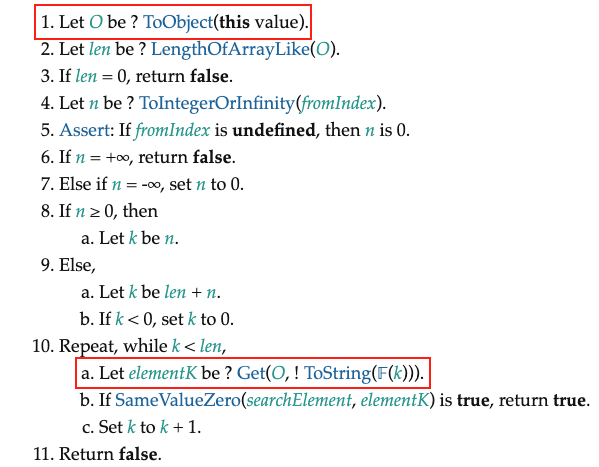 1. Let O be ? ToObject(this value).
2. Let len be ? LengthOfArrayLike(O).
3. If len = 0, return false.
4. Let n be ? ToIntegerOrInfinity(fromIndex).
5. Assert: If fromIndex is undefined, then n is 0.
6. If n = +∞, return false.
7. Else if n = -∞, set n to 0.
8. If n ≥ 0, then
a. Let k be n.
9. Else,
a. Let k be len + n.
b. If k < 0, set k to 0.
10. Repeat, while k < len,
a. Let elementK be ? Get(O, ! ToString(𝔽(k))).
b. If SameValueZero(searchElement, elementK) is true, return true.
c. Set k to k + 1.
11. Return false.